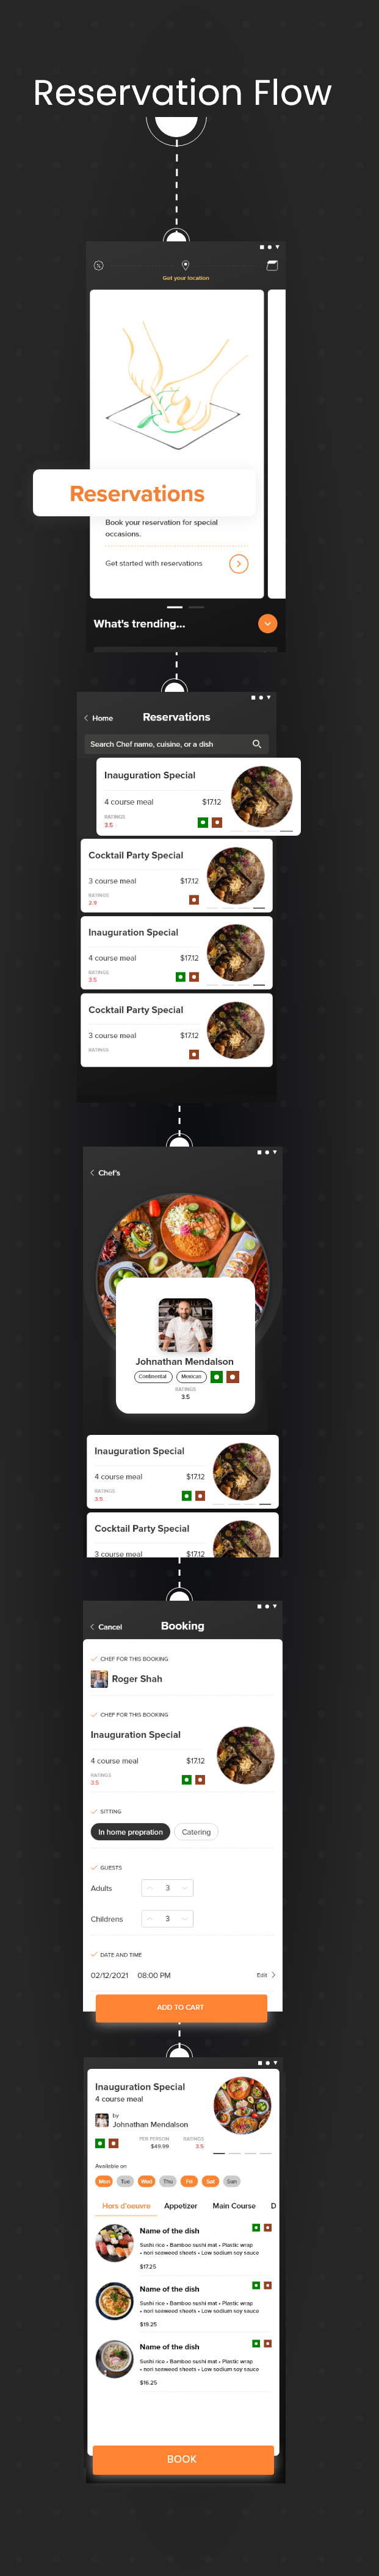 Reservation Flow
Get your location
Reservations
Book your reservation for special
occasions.
Get started with reservations
What's trending...
Home
Reservations
Search Chef name, cuisine, or a dish
Inauguration Special
4 course meal $17.12
RATINGS
3.5
Cocktail Party Special
3 course meal $17.12
RATINGS
2.9
Inauguration Special
4 course meal $17.12
RATINGS
3.5
Cocktail Party Special
3 course meal $17.12
RATINGS
Chef's
Johnathan Mendalson
Continental Mexican
RATINGS
3.5
Inauguration Special
4 course meal $17.12
RATINGS
3.5
Cocktail Party Special
3 course meal $17.12
Cancel
Booking
CHEF FOR THIS BOOKING
Roger Shah
CHEF FOR THIS BOOKING
Inauguration Special
4 course meal $17.12
RATINGS
3.5
SITTING
In home prepration Catering
GUESTS
Adults 3
Childrens 3
DATE AND TIME
02/12/2021 08:00 PM Edit
ADD TO CART
Inauguration Special
4 course meal
by
Johnathan Mendalson
PER PERSON RATINGS
$49.99 3.5
Available on
Mon Tue Wed Thu Fri Sat Sun
Hors d'oeuvre Appetizer Main Course D
Name of the dish
Sushi rice • Bamboo sushi mat • Plastic wrap
• nori seaweed sheets • Low sodium soy sauce
$17.25
Name of the dish
Sushi rice • Bamboo sushi mat • Plastic wrap
• nori seaweed sheets • Low sodium soy sauce
$19.25
Name of the dish
Sushi rice • Bamboo sushi mat • Plastic wrap
• nori seaweed sheets • Low sodium soy sauce
$16.25
BOOK